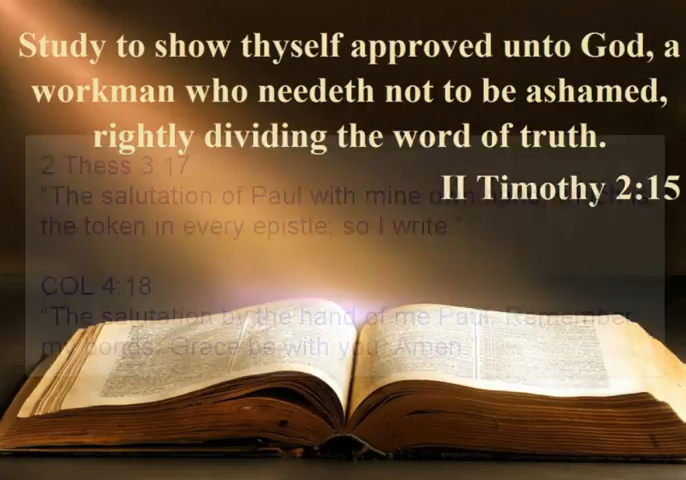 Study to show thyself approved unto God, a
workman who needeth not to be ashamed,
rightly dividing the word of truth.
II Timothy 2:15
2 Thess 3:17
"The salutation of Paul with mine
the token in every epistle: so I write."
COL 4:18
"The salutation by the hand of me Paul. Remember
my bonds. Grace be with you. Amen.